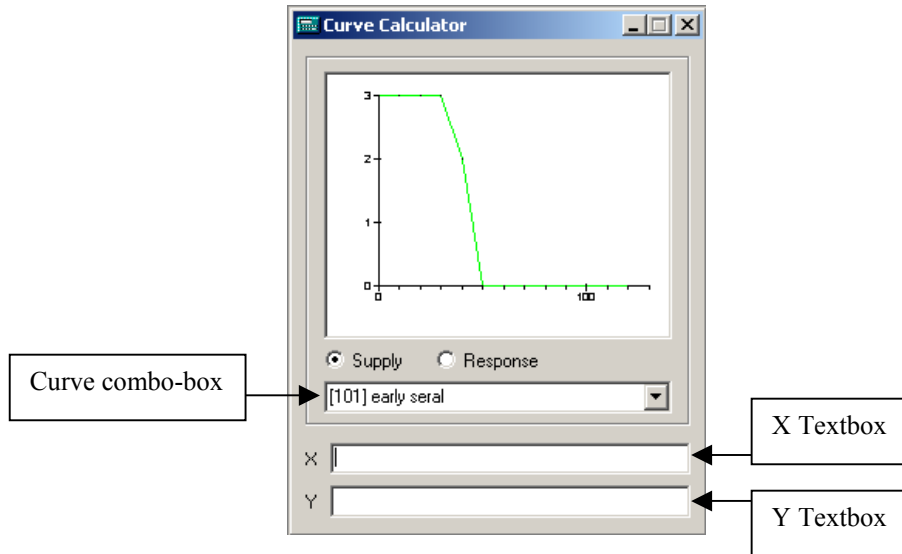 Curve Calculator
3
2
1
0
0
100
Supply
Response
Curve combo-box
[101] early seral
X Textbox
X
Y
Y Textbox